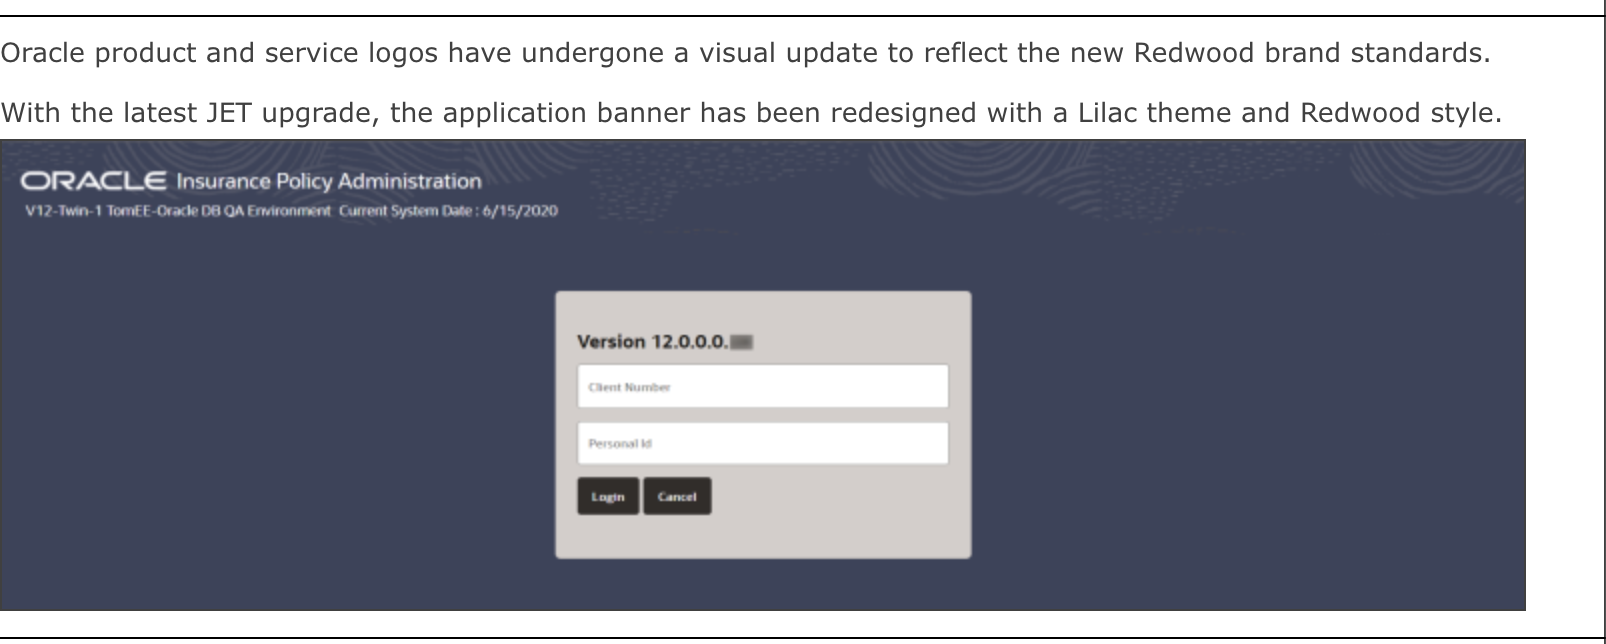 Oracle product and service logos have undergone a visual update to reflect the new Redwood brand standards.
With the latest JET upgrade, the application banner has been redesigned with a Lilac theme and Redwood style.
ORACLE Insurance Policy Administration
V12-Twin-1 TomEE-Oracle DB QA Environment Current System Date : 6/15/2020
Version 12.0.0.0.
Client Number
Personal Id
Login Cancel